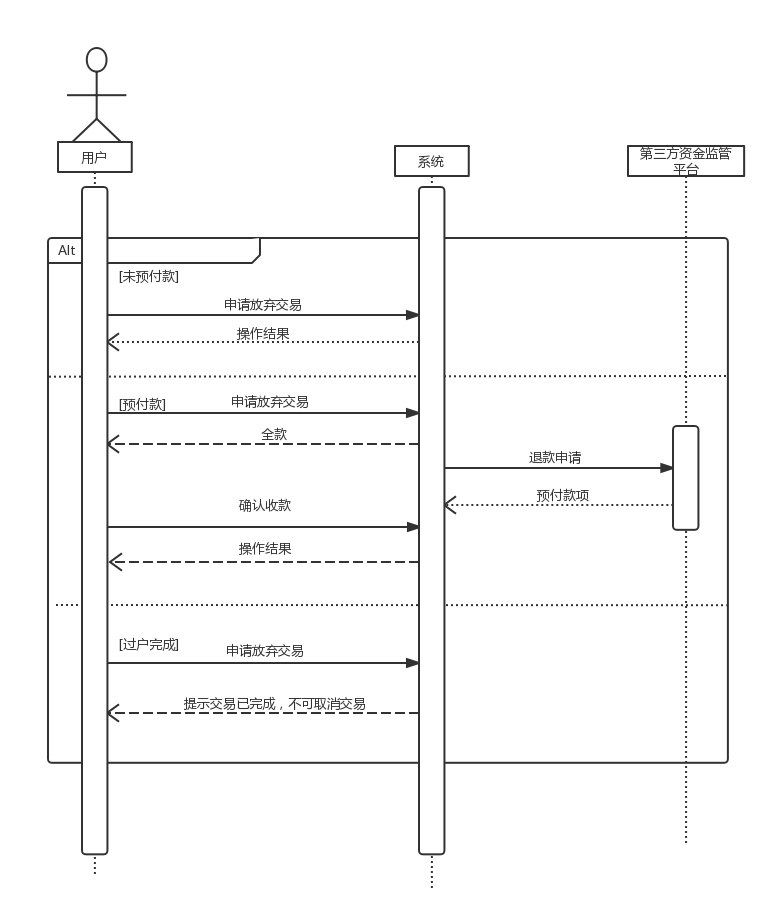 用户
系统
第三方资金监管
平台
Alt
[未预付款]
申请放弃交易
操作结果
[预付款]
申请放弃交易
全款
退款申请
预付款项
确认收款
操作结果
[过户完成]
申请放弃交易
提示交易已完成，不可取消交易